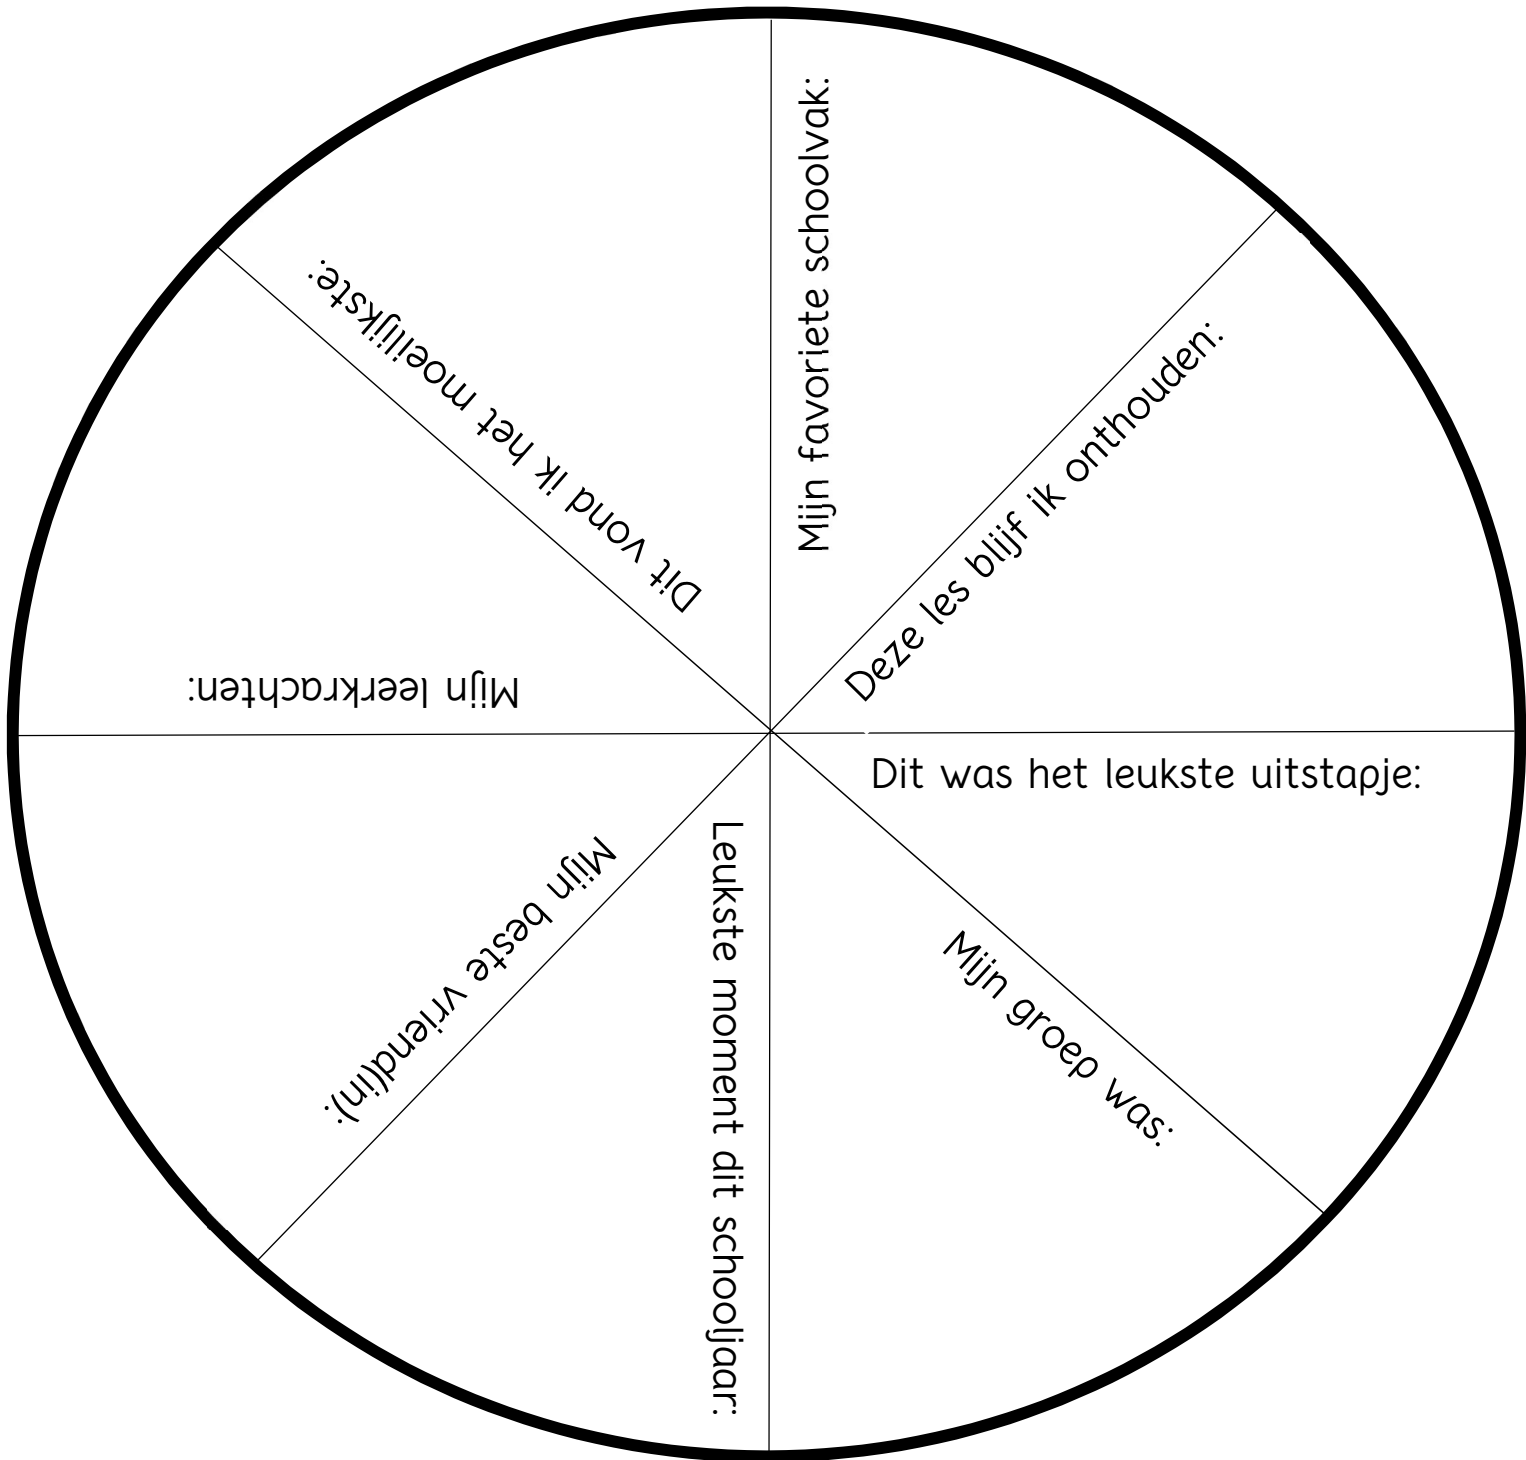 Mijn favoriete schoolvak:
Deze les blijf ik onthouden:
Dit was het leukste uitstapje:
Mijn groep was:
Leukste moment dit schooljaar:
Mijn beste vriend(in):
Mijn leerkrachten:
Dit vond ik het moeilijkste: